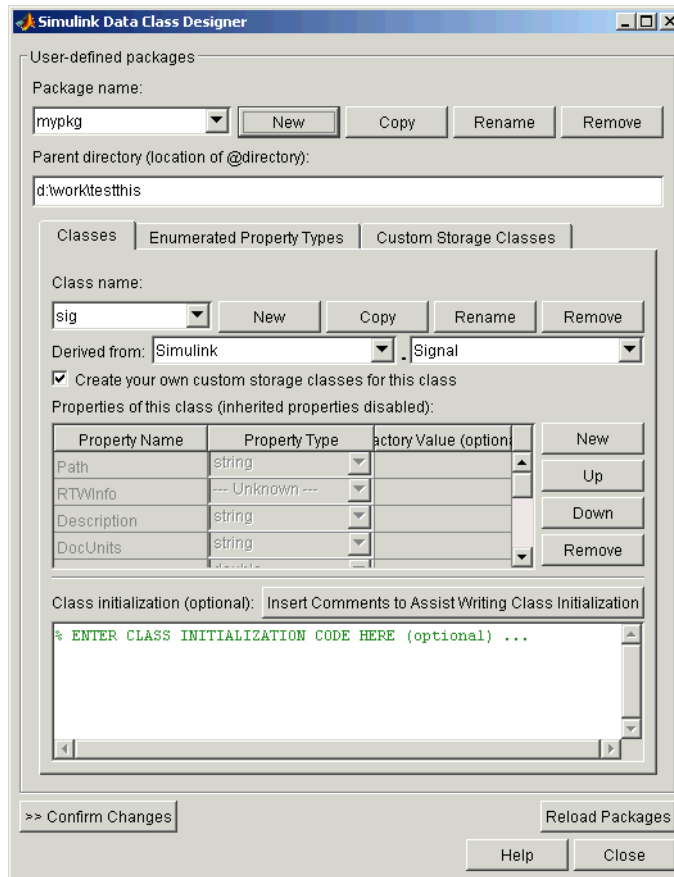 Simulink Data Class Designer
User-defined packages
Package name:
mypkg New Copy Rename Remove
Parent directory (location of @directory):
d:\work\testthis
Classes Enumerated Property Types Custom Storage Classes
Class name:
sig New Copy Rename Remove
Derived from: Simulink . Signal
Create your own custom storage classes for this class
Properties of this class (inherited properties disabled):
Property Name Property Type actory Value (option New
Path string
Up
RTWInfo --- Unknown ---
Description string Down
DocUnits string
Remove
double
Class initialization (optional): Insert Comments to Assist Writing Class Initialization
% ENTER CLASS INITIALIZATION CODE HERE (optional) ...
>> Confirm Changes Reload Packages
Help Close